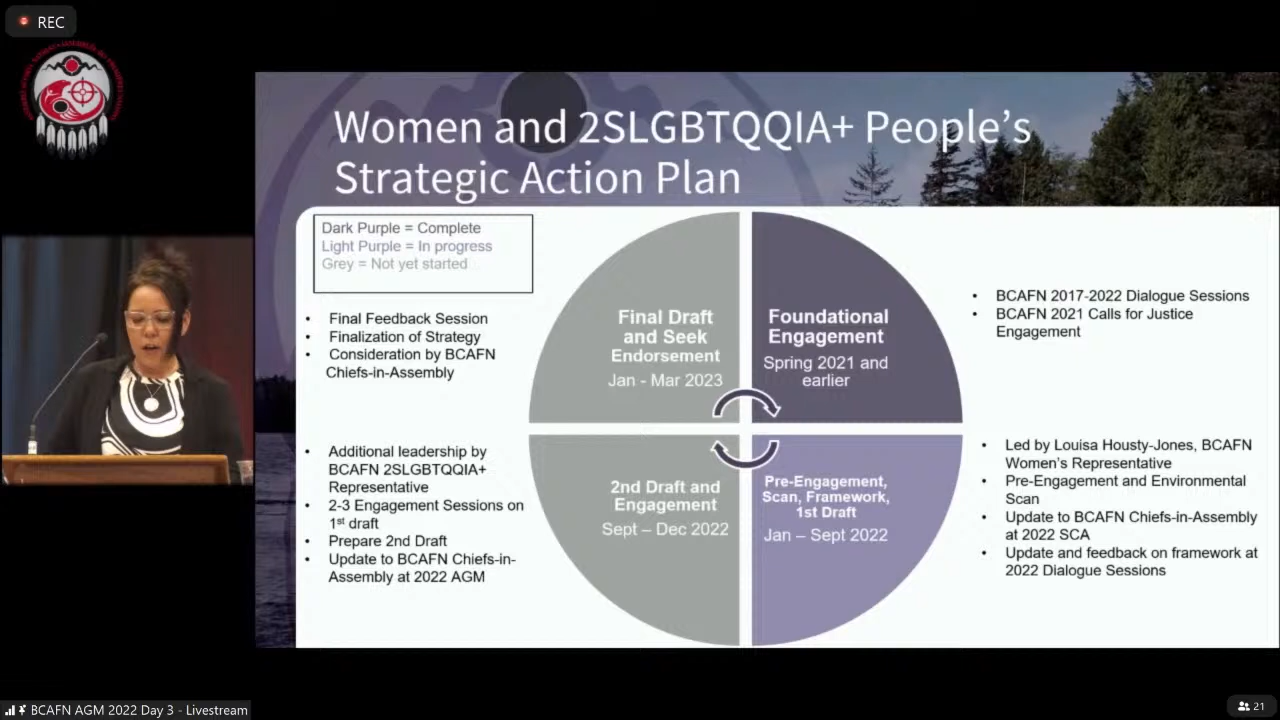 REC
Women and 2SLGBTQQIA+ People's
Strategic Action Plan
Dark Purple = Complete
Light Purple = In progress
Grey = Not yet started
• Final Feedback Session
• Finalization of Strategy
• Consideration by BCAFN
Chiefs-in-Assembly
Final Draft
and Seek
Endorsement
Jan - Mar 2023
Foundational
Engagement
Spring 2021 and
earlier
• BCAFN 2017-2022 Dialogue Sessions
• BCAFN 2021 Calls for Justice
Engagement
• Additional leadership by
BCAFN 2SLGBTQQIA+
Representative
• 2-3 Engagement Sessions on
1st draft
• Prepare 2nd Draft
• Update to BCAFN Chiefs-in-
Assembly at 2022 AGM
2nd Draft and
Engagement
Sept – Dec 2022
Pre-Engagement,
Scan, Framework,
1st Draft
Jan – Sept 2022
• Led by Louisa Housty-Jones, BCAFN
Women's Representative
• Pre-Engagement and Environmental
Scan
• Update to BCAFN Chiefs-in-Assembly
at 2022 SCA
• Update and feedback on framework at
2022 Dialogue Sessions
BCAFN AGM 2022 Day 3 - Livestream
21